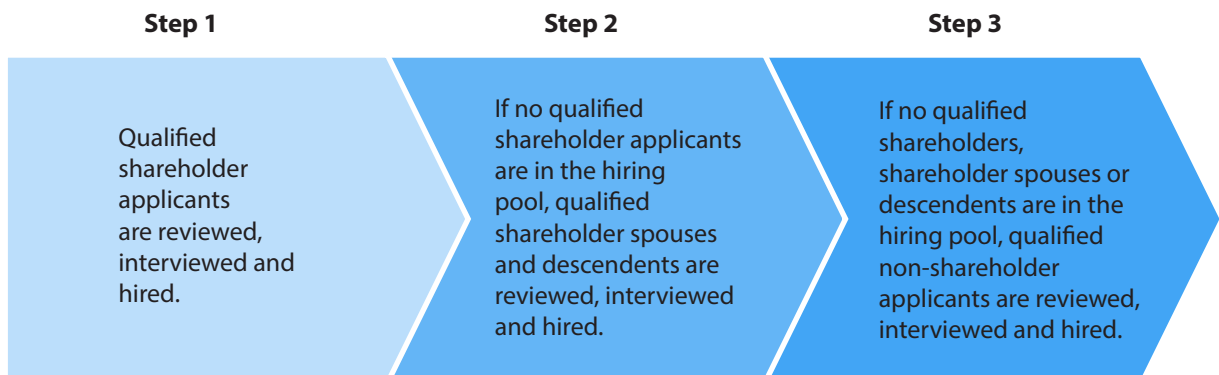 Step 1
Qualified
shareholder
applicants
are reviewed,
interviewed and
hired.
Step 2
If no qualified
shareholder applicants
are in the hiring
pool, qualified
shareholder spouses
and descendents are
reviewed, interviewed
and hired.
Step 3
If no qualified
shareholders,
shareholder spouses or
descendents are in the
hiring pool, qualified
non-shareholder
applicants are reviewed,
interviewed and hired.